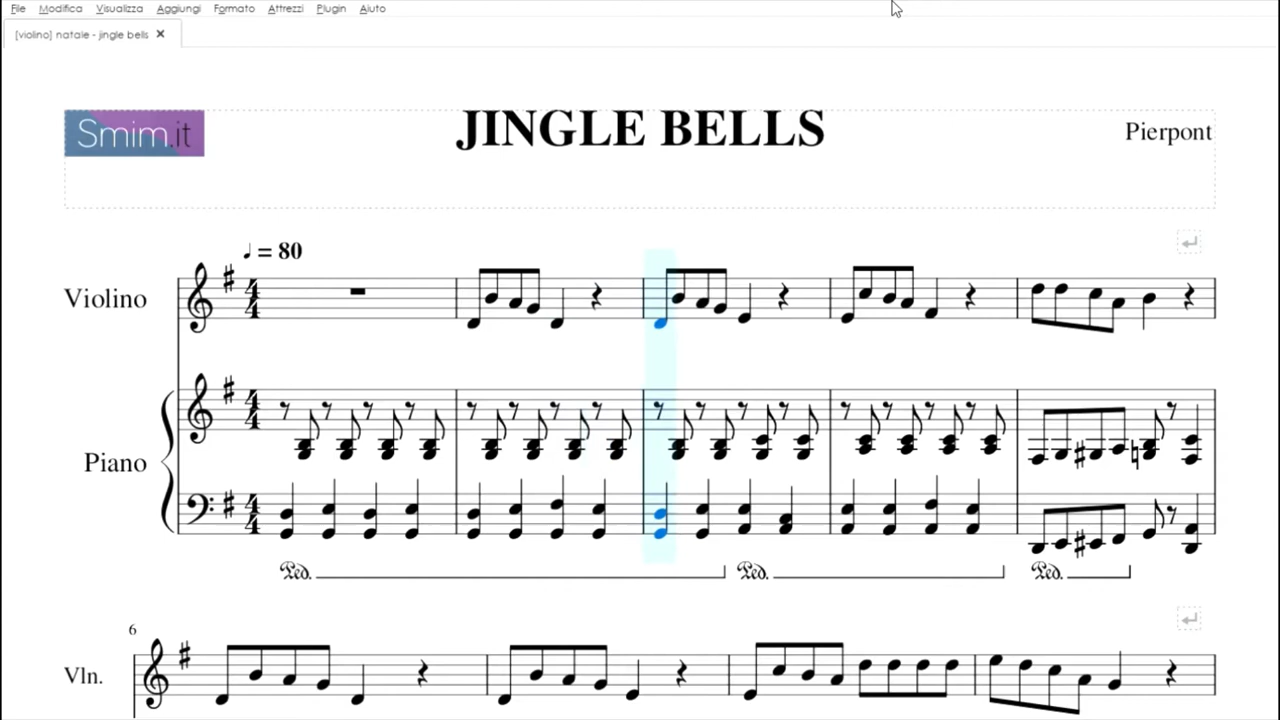 File Modifica Visualizza Aggiungi Formato Attrezzi Plugin Aiuto
[violino] natale - jingle bells ×
Smim.it
JINGLE BELLS
Pierpont
♩ = 80
Violino
Piano
Ped. Ped. Ped.
6
Vln.